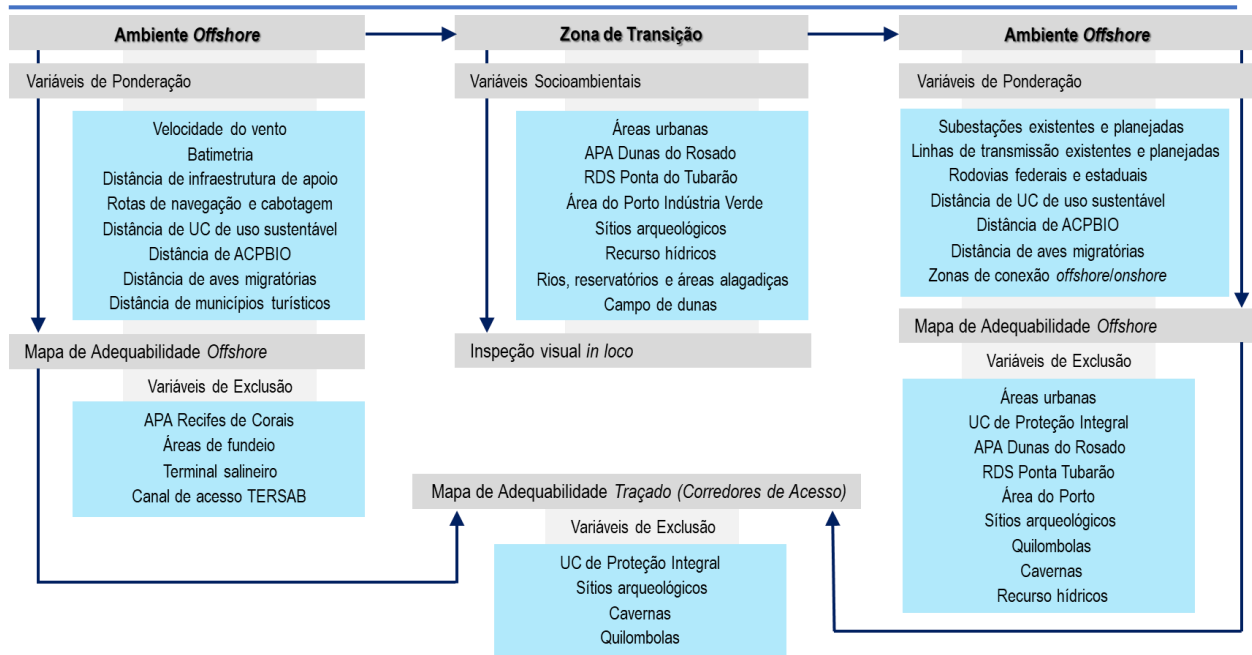 Ambiente Offshore
Variáveis de Ponderação
Velocidade do vento
Batimetria
Distância de infraestrutura de apoio
Rotas de navegação e cabotagem
Distância de UC de uso sustentável
Distância de ACPBIO
Distância de aves migratórias
Distância de municípios turísticos
Mapa de Adequabilidade Offshore
Variáveis de Exclusão
APA Recifes de Corais
Áreas de fundeio
Terminal salineiro
Canal de acesso TERSAB
Zona de Transição
Variáveis Socioambientais
Áreas urbanas
APA Dunas do Rosado
RDS Ponta do Tubarão
Área do Porto Indústria Verde
Sítios arqueológicos
Recurso hídricos
Rios, reservatórios e áreas alagadiças
Campo de dunas
Inspeção visual in loco
Ambiente Offshore
Variáveis de Ponderação
Subestações existentes e planejadas
Linhas de transmissão existentes e planejadas
Rodovias federais e estaduais
Distância de UC de uso sustentável
Distância de ACPBIO
Distância de aves migratórias
Zonas de conexão offshore/onshore
Mapa de Adequabilidade Offshore
Variáveis de Exclusão
Áreas urbanas
UC de Proteção Integral
APA Dunas do Rosado
RDS Ponta Tubarão
Área do Porto
Sítios arqueológicos
Quilombolas
Cavernas
Recurso hídricos
Mapa de Adequabilidade Traçado (Corredores de Acesso)
Variáveis de Exclusão
UC de Proteção Integral
Sítios arqueológicos
Cavernas
Quilombolas